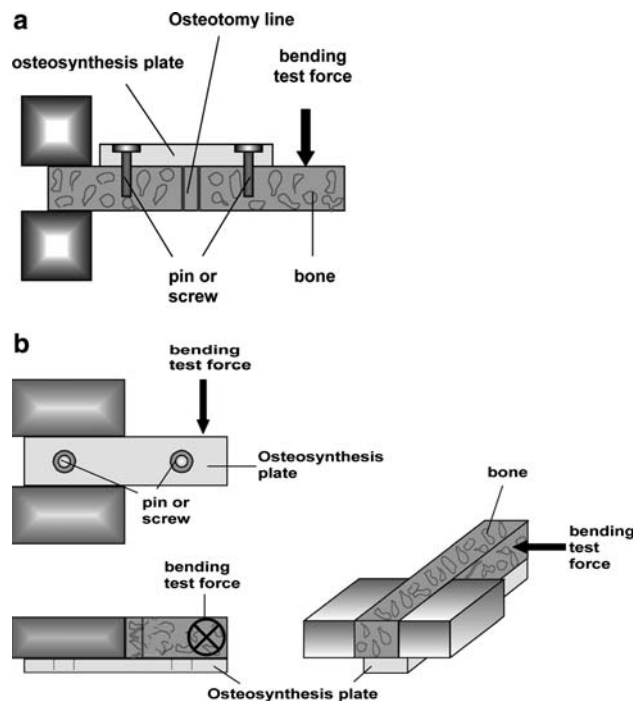 a
Osteotomy line
osteosynthesis plate
bending
test force
pin or
screw
bone
b
bending
test force
Osteosynthesis
plate
pin or
screw
bone
bending
test
force
bending
test force
Osteosynthesis plate